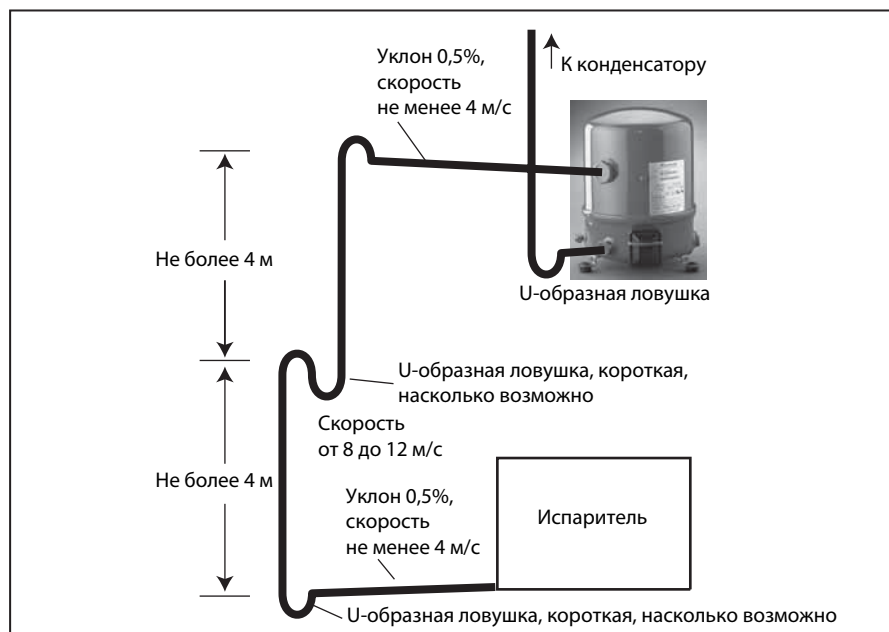 Уклон 0,5%,
скорость
не менее 4 м/с
К конденсатору
Не более 4 м
U-образная ловушка
U-образная ловушка, короткая,
насколько возможно
Скорость
от 8 до 12 м/с
Не более 4 м
Уклон 0,5%,
скорость
не менее 4 м/с
Испаритель
U-образная ловушка, короткая, насколько возможно